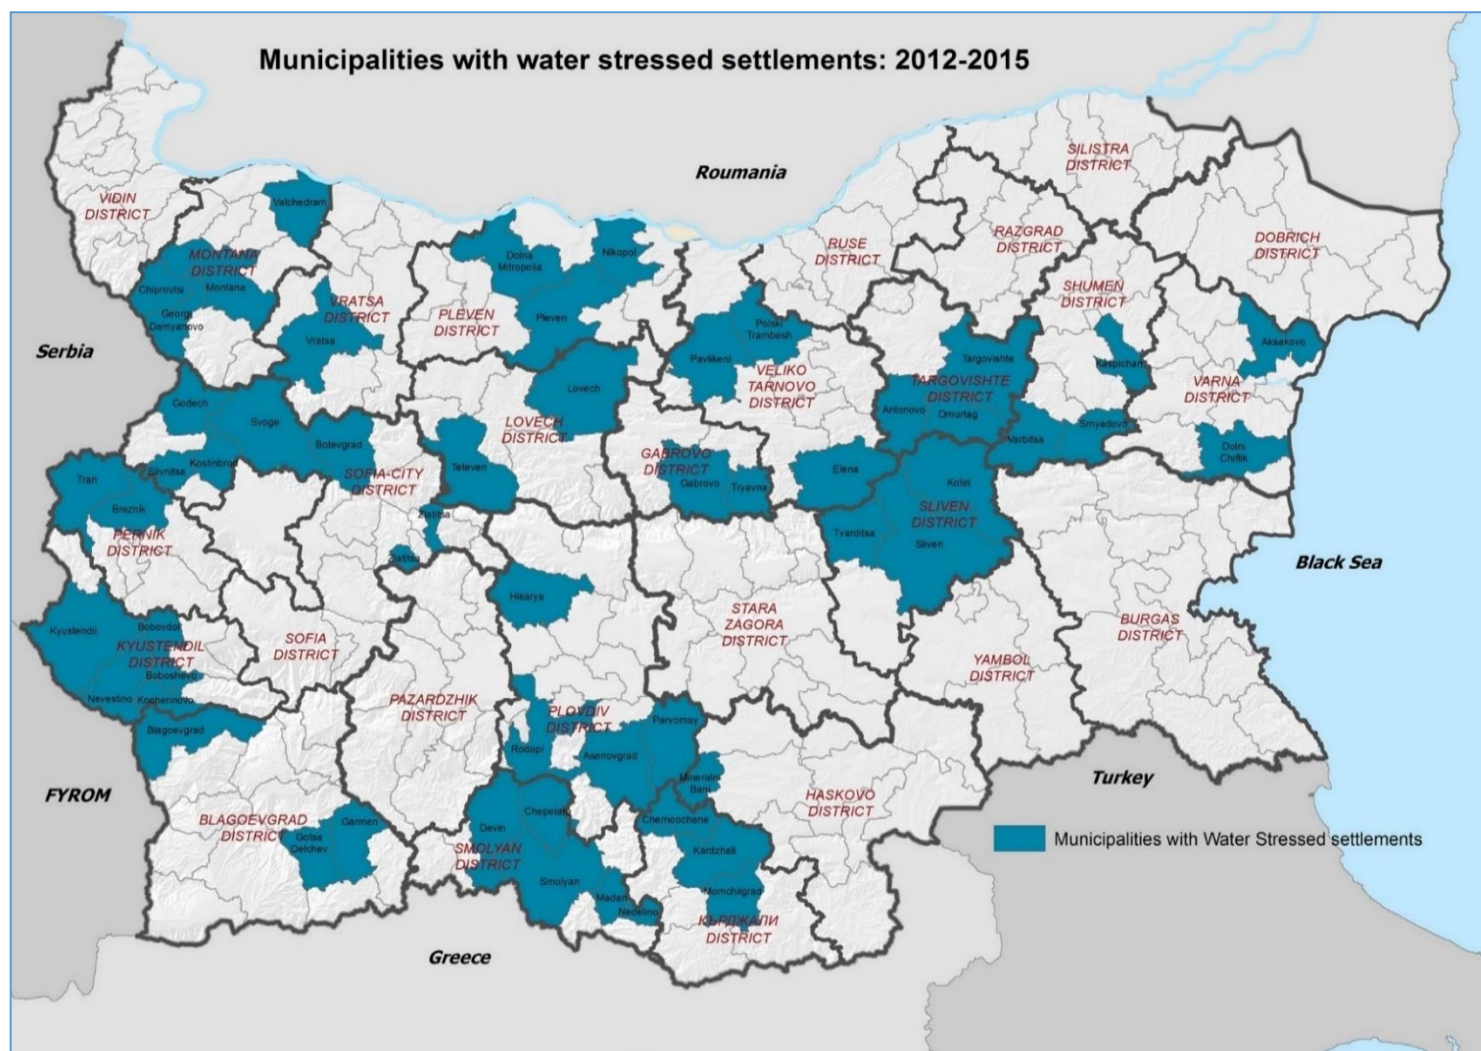 Municipalities with water stressed settlements: 2012-2015
Roumania
SILISTRA
DISTRICT
VIDIN
DISTRICT
Valchedram
RUSE
DISTRICT
RAZGRAD
DISTRICT
DOBRICH
DISTRICT
MONTANA
DISTRICT
Chiprovtsi
Montana
Georgi
Damyanovo
Dolna
Mitropolia
Nikopol
SHUMEN
DISTRICT
VRATSA
DISTRICT
Vratsa
PLEVEN
DISTRICT
Pleven
Polski
Trambesh
Pavlikeni
VELIKO
TARNOVO
DISTRICT
Targovishte
TARGOVISHTE
DISTRICT
Antonovo
Omurtag
Kaspichan
Aksakovo
VARNA
DISTRICT
Serbia
Godech
Svoge
Botevgrad
Lovech
LOVECH
DISTRICT
Teteven
Varbitsa
Smyadovo
Dolni
Chiflik
Kostinbrod
Slivnitsa
SOFIA-CITY
DISTRICT
GABROVO
DISTRICT
Gabrovo
Tryavna
Elena
Kotel
SLIVEN
DISTRICT
Tvarditsa
Sliven
Tran
Breznik
PERNIK
DISTRICT
Zlatitsa
Hisarya
Black Sea
Kyustendil
Bobovdol
KYUSTENDIL
DISTRICT
Boboshevo
Nevestino
Kocherinovo
SOFIA
DISTRICT
STARA
ZAGORA
DISTRICT
BURGAS
DISTRICT
YAMBOL
DISTRICT
PAZARDZHIK
DISTRICT
PLOVDIV
DISTRICT
Parvomay
Rodopi
Asenovgrad
Blagoevgrad
Mineralni
Bani
HASKOVO
DISTRICT
Turkey
FYROM
BLAGOEVGRAD
DISTRICT
Garmen
Gotse
Delchev
Chepelare
Devin
SMOLYAN
DISTRICT
Smolyan
Madan
Nedelino
Chernoochene
Kardzhali
Momchilgrad
КЪРДЖАЛИ
DISTRICT
Municipalities with Water Stressed settlements
Greece